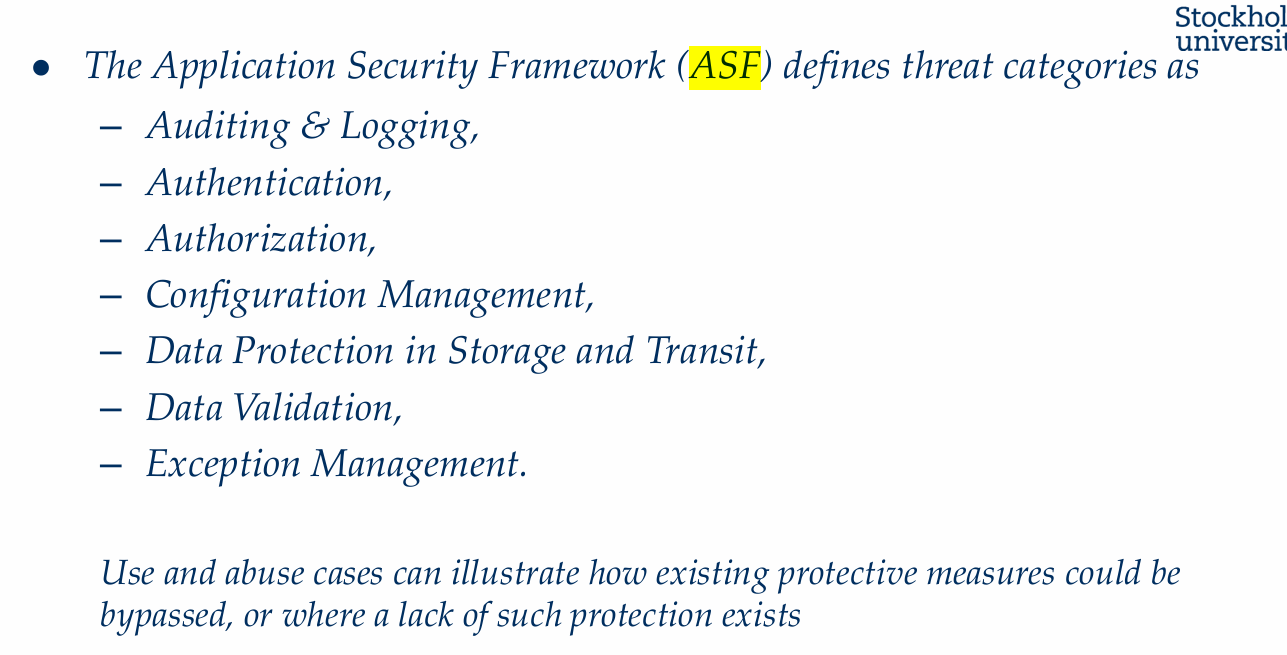 Stockhol
universit
• The Application Security Framework (ASF) defines threat categories as
– Auditing & Logging,
– Authentication,
– Authorization,
– Configuration Management,
– Data Protection in Storage and Transit,
– Data Validation,
– Exception Management.
Use and abuse cases can illustrate how existing protective measures could be
bypassed, or where a lack of such protection exists